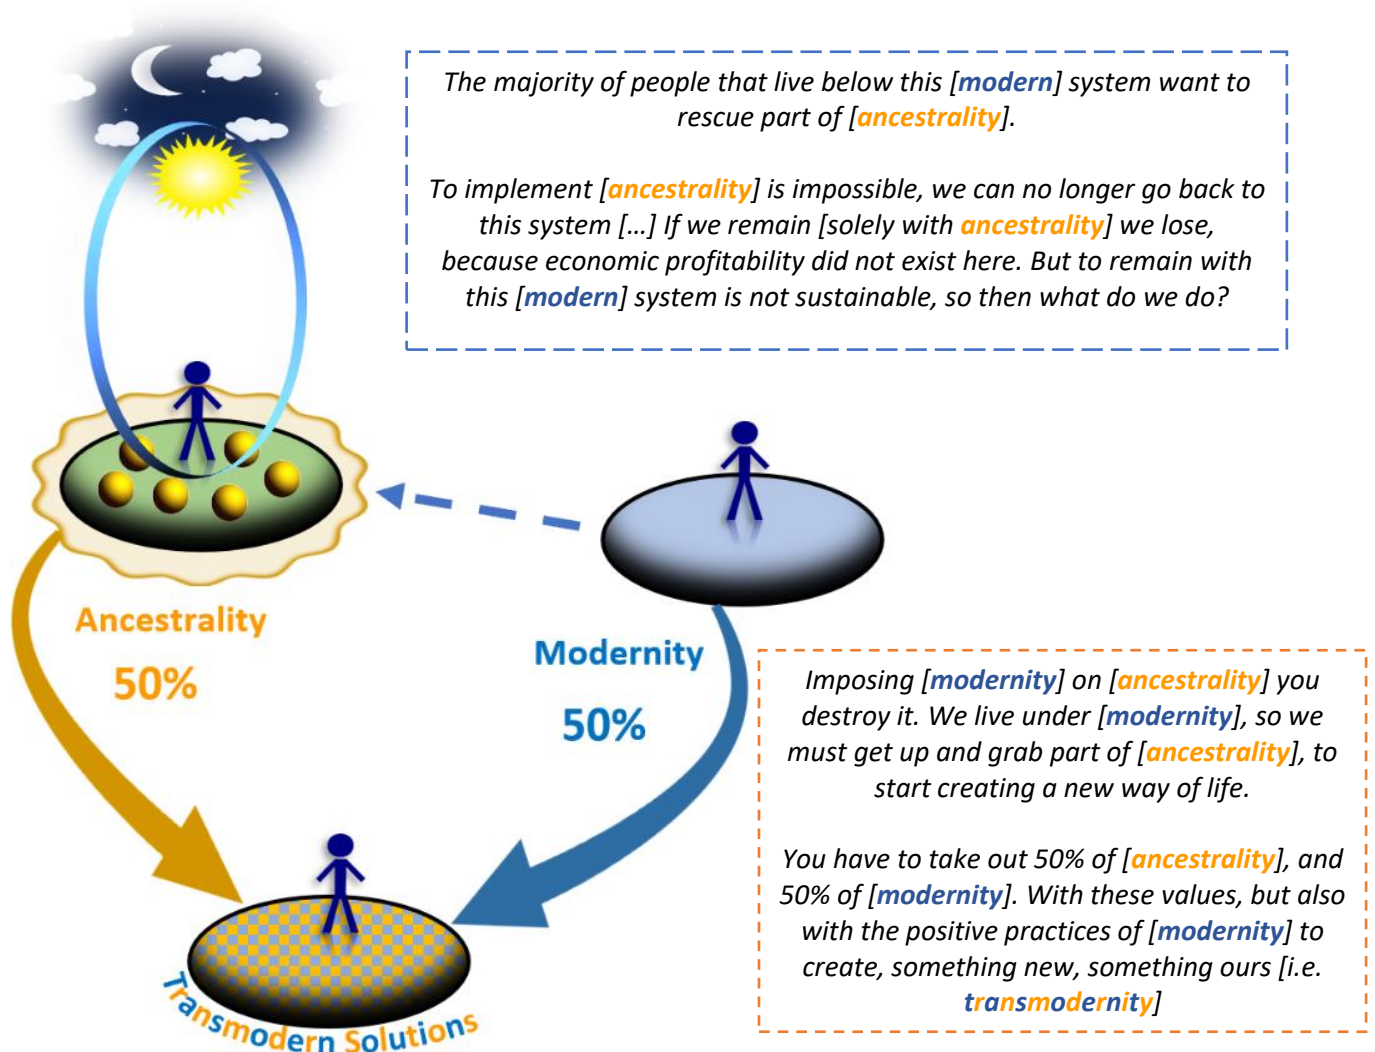 The majority of people that live below this [modern] system want to
rescue part of [ancestrality].
To implement [ancestrality] is impossible, we can no longer go back to
this system […] If we remain [solely with ancestrality] we lose,
because economic profitability did not exist here. But to remain with
this [modern] system is not sustainable, so then what do we do?
Ancestrality
50%
Modernity
50%
Imposing [modernity] on [ancestrality] you
destroy it. We live under [modernity], so we
must get up and grab part of [ancestrality], to
start creating a new way of life.
You have to take out 50% of [ancestrality], and
50% of [modernity]. With these values, but also
with the positive practices of [modernity] to
create, something new, something ours [i.e.
transmodernity]
Transmodern Solutions